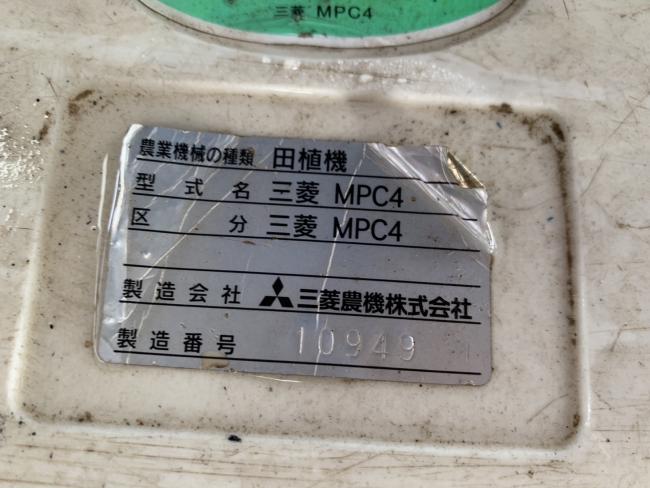 三菱 MPC4
農業機械の種類 田植機
型式名 三菱 MPC4
区分 三菱 MPC4
製造会社 三菱農機株式会社
製造番号 10949